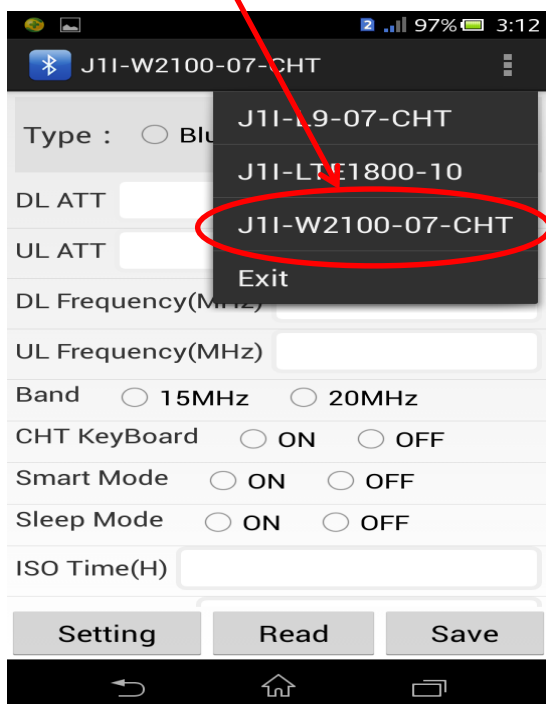 2 97% 3:12
J1I-W2100-07-CHT
J1I-L9-07-CHT
Type : Blu
J1I-LTE1800-10
DL ATT
J1I-W2100-07-CHT
UL ATT
Exit
DL Frequency(MHz)
UL Frequency(MHz)
Band 15MHz 20MHz
CHT KeyBoard ON OFF
Smart Mode ON OFF
Sleep Mode ON OFF
ISO Time(H)
Setting Read Save